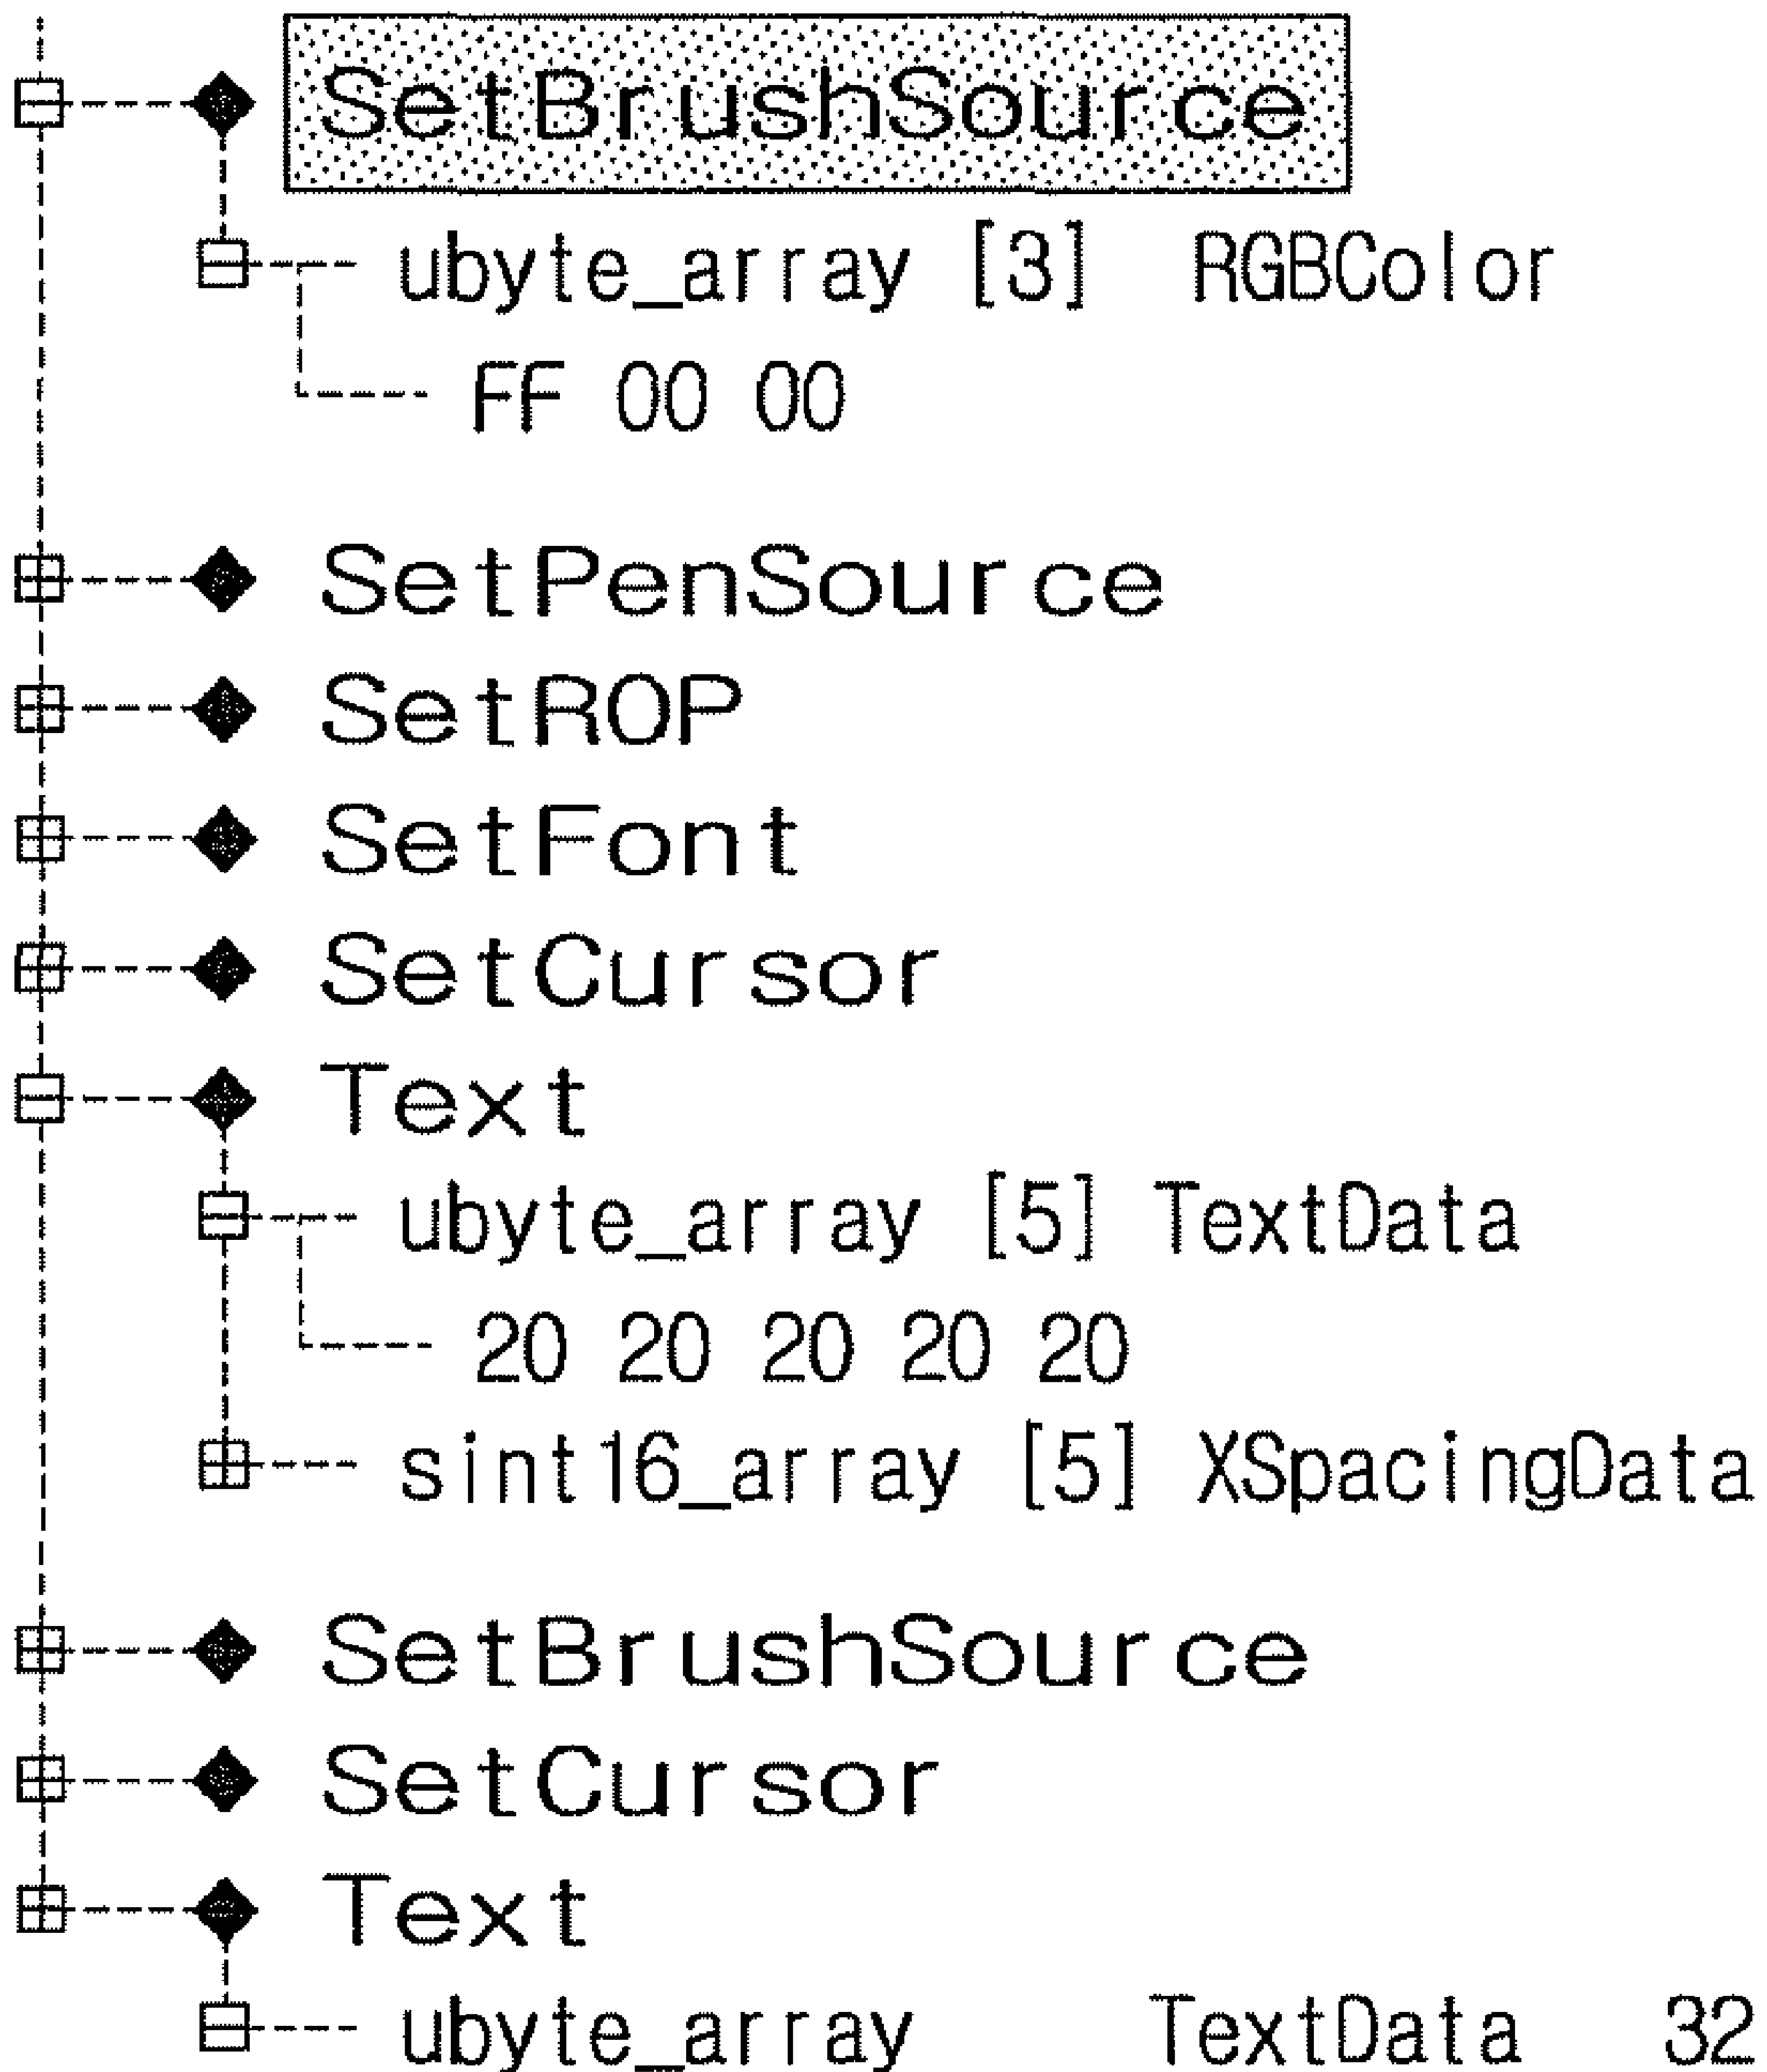 SetBrushSource
ubyte_array [3] RGBColor
FF 00 00
SetPenSource
SetROP
SetFont
SetCursor
Text
ubyte_array [5] TextData
20 20 20 20 20
sint16_array [5] XSpacingData
SetBrushSource
SetCursor
Text
ubyte_array TextData 32